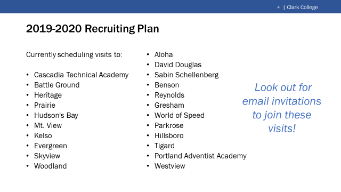 + | Clark College
2019-2020 Recruiting Plan
Currently scheduling visits to:
• Cascadia Technical Academy
• Battle Ground
• Heritage
• Prairie
• Hudson's Bay
• Mt. View
• Kelso
• Evergreen
• Skyview
• Woodland
• Aloha
• David Douglas
• Sabin Schellenberg
• Benson
• Reynolds
• Gresham
• World of Speed
• Parkrose
• Hillsboro
• Tigard
• Portland Adventist Academy
• Westview
Look out for
email invitations
to join these
visits!